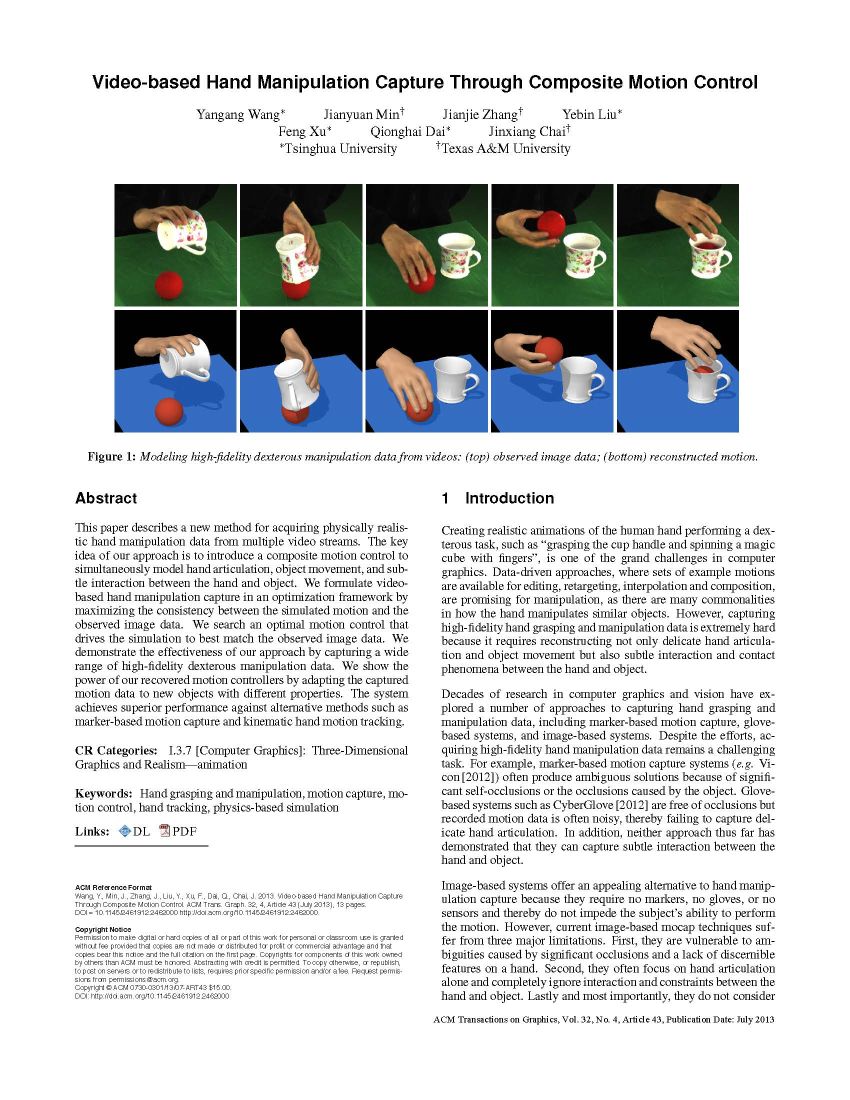 Video-based Hand Manipulation Capture Through Composite Motion Control
Yangang Wang* Jianyuan Min† Jianjie Zhang† Yebin Liu*
Feng Xu* Qionghai Dai* Jinxiang Chai†
*Tsinghua University †Texas A&M University
Figure 1: Modeling high-fidelity dexterous manipulation data from videos: (top) observed image data; (bottom) reconstructed motion.
Abstract
This paper describes a new method for acquiring physically realis-
tic hand manipulation data from multiple video streams. The key
idea of our approach is to introduce a composite motion control to
simultaneously model hand articulation, object movement, and sub-
tle interaction between the hand and object. We formulate video-
based hand manipulation capture in an optimization framework by
maximizing the consistency between the simulated motion and the
observed image data. We search an optimal motion control that
drives the simulation to best match the observed image data. We
demonstrate the effectiveness of our approach by capturing a wide
range of high-fidelity dexterous manipulation data. We show the
power of our recovered motion controllers by adapting the captured
motion data to new objects with different properties. The system
achieves superior performance against alternative methods such as
marker-based motion capture and kinematic hand motion tracking.
CR Categories: I.3.7 [Computer Graphics]: Three-Dimensional
Graphics and Realism—animation
Keywords: Hand grasping and manipulation, motion capture, mo-
tion control, hand tracking, physics-based simulation
Links: DL PDF
ACM Reference Format
Wang, Y., Min, J., Zhang, J., Liu, Y., Xu, F., Dai, Q., Chai, J. 2013. Video-based Hand Manipulation Capture
Through Composite Motion Control. ACM Trans. Graph. 32, 4, Article 43 (July 2013), 13 pages.
DOI = 10.1145/2461912.2462000 http://doi.acm.org/10.1145/2461912.2462000.
Copyright Notice
Permission to make digital or hard copies of all or part of this work for personal or classroom use is granted
without fee provided that copies are not made or distributed for profit or commercial advantage and that
copies bear this notice and the full citation on the first page. Copyrights for components of this work owned
by others than ACM must be honored. Abstracting with credit is permitted. To copy otherwise, or republish,
to post on servers or to redistribute to lists, requires prior specific permission and/or a fee. Request permis-
sions from permissions@acm.org.
Copyright © ACM 0730-0301/13/07-ART43 $15.00.
DOI: http://doi.acm.org/10.1145/2461912.2462000
1 Introduction
Creating realistic animations of the human hand performing a dex-
terous task, such as “grasping the cup handle and spinning a magic
cube with fingers”, is one of the grand challenges in computer
graphics. Data-driven approaches, where sets of example motions
are available for editing, retargeting, interpolation and composition,
are promising for manipulation, as there are many commonalities
in how the hand manipulates similar objects. However, capturing
high-fidelity hand grasping and manipulation data is extremely hard
because it requires reconstructing not only delicate hand articula-
tion and object movement but also subtle interaction and contact
phenomena between the hand and object.
Decades of research in computer graphics and vision have ex-
plored a number of approaches to capturing hand grasping and
manipulation data, including marker-based motion capture, glove-
based systems, and image-based systems. Despite the efforts, ac-
quiring high-fidelity hand manipulation data remains a challenging
task. For example, marker-based motion capture systems (e.g. Vi-
con [2012]) often produce ambiguous solutions because of signifi-
cant self-occlusions or the occlusions caused by the object. Glove-
based systems such as CyberGlove [2012] are free of occlusions but
recorded motion data is often noisy, thereby failing to capture del-
icate hand articulation. In addition, neither approach thus far has
demonstrated that they can capture subtle interaction between the
hand and object.
Image-based systems offer an appealing alternative to hand manip-
ulation capture because they require no markers, no gloves, or no
sensors and thereby do not impede the subject’s ability to perform
the motion. However, current image-based mocap techniques suf-
fer from three major limitations. First, they are vulnerable to am-
biguities caused by significant occlusions and a lack of discernible
features on a hand. Second, they often focus on hand articulation
alone and completely ignore interaction and constraints between the
hand and object. Lastly and most importantly, they do not consider
ACM Transactions on Graphics, Vol. 32, No. 4, Article 43, Publication Date: July 2013